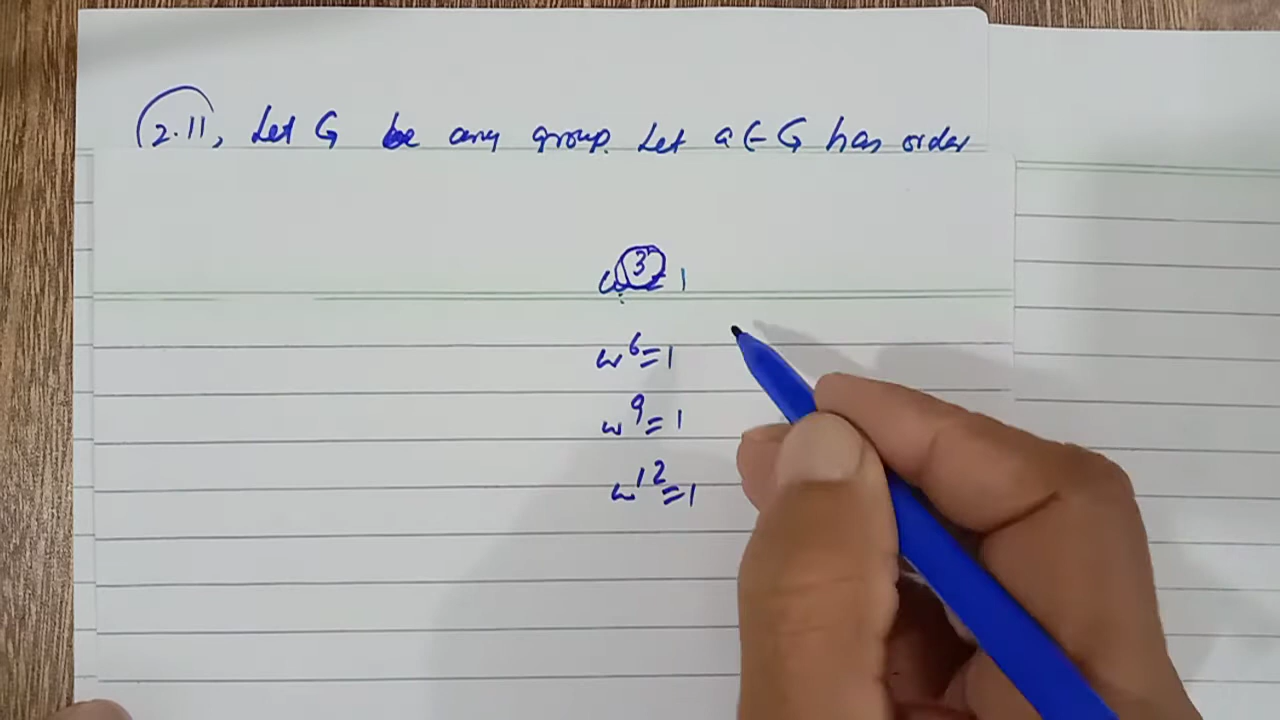 2.11, Let G be any group. Let a ∈ G has order
ω³ = 1
ω⁶ = 1
ω⁹ = 1
ω¹² = 1